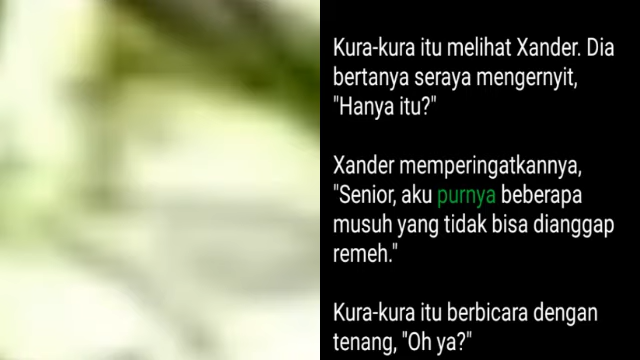 Kura-kura itu melihat Xander. Dia
bertanya seraya mengernyit,
"Hanya itu?"
Xander memperingatkannya,
"Senior, aku purnya beberapa
musuh yang tidak bisa dianggap
remeh."
Kura-kura itu berbicara dengan
tenang, "Oh ya?"